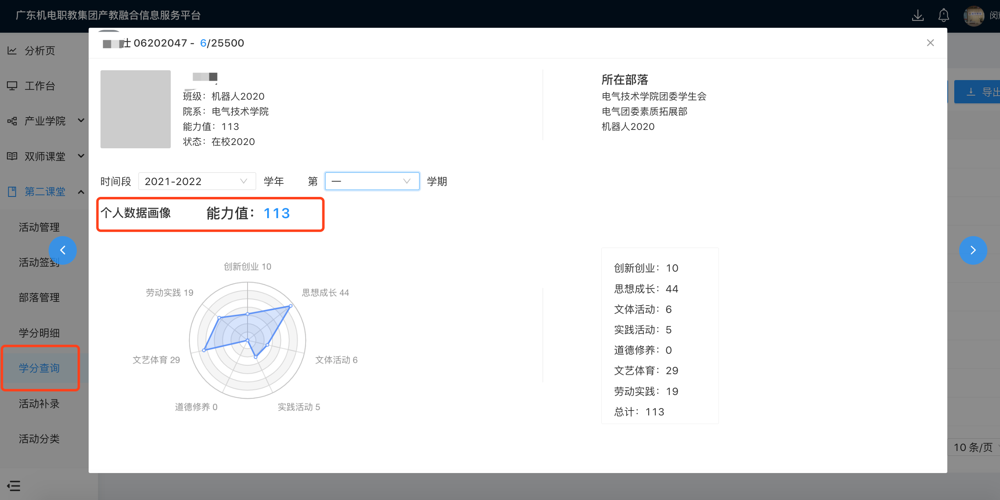 广东机电职教集团产教融合信息服务平台
分析页
工作台
产业学院
双师课堂
第二课堂
活动管理
活动签到
部落管理
学分明细
学分查询
活动补录
活动分类
06202047 - 6/25500
班级：机器人2020
院系：电气技术学院
能力值：113
状态：在校2020
所在部落
电气技术学院团委学生会
电气团委素质拓展部
机器人2020
导出
时间段 2021-2022 学年 第 一 学期
个人数据画像 能力值：113
创新创业 10
劳动实践 19
思想成长 44
文艺体育 29
文体活动 6
道德修养 0
实践活动 5
创新创业：10
思想成长：44
文体活动：6
实践活动：5
道德修养：0
文艺体育：29
劳动实践：19
总计：113
10 条/页